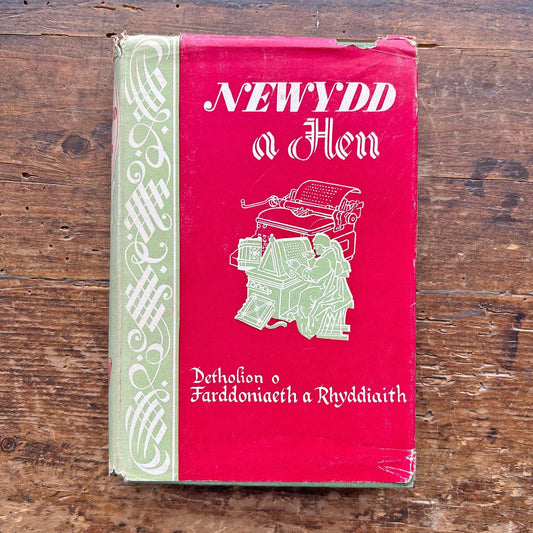 NEWYDD
a Hen
Detholion o
Farddoniaeth a Rhyddiaith